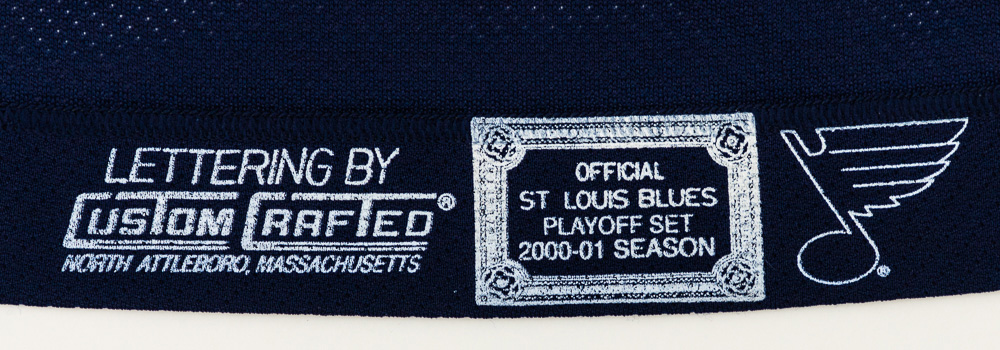 LETTERING BY
CUSTOM CRAFTED®
NORTH ATTLEBORO, MASSACHUSETTS
OFFICIAL
ST LOUIS BLUES
PLAYOFF SET
2000-01 SEASON
®